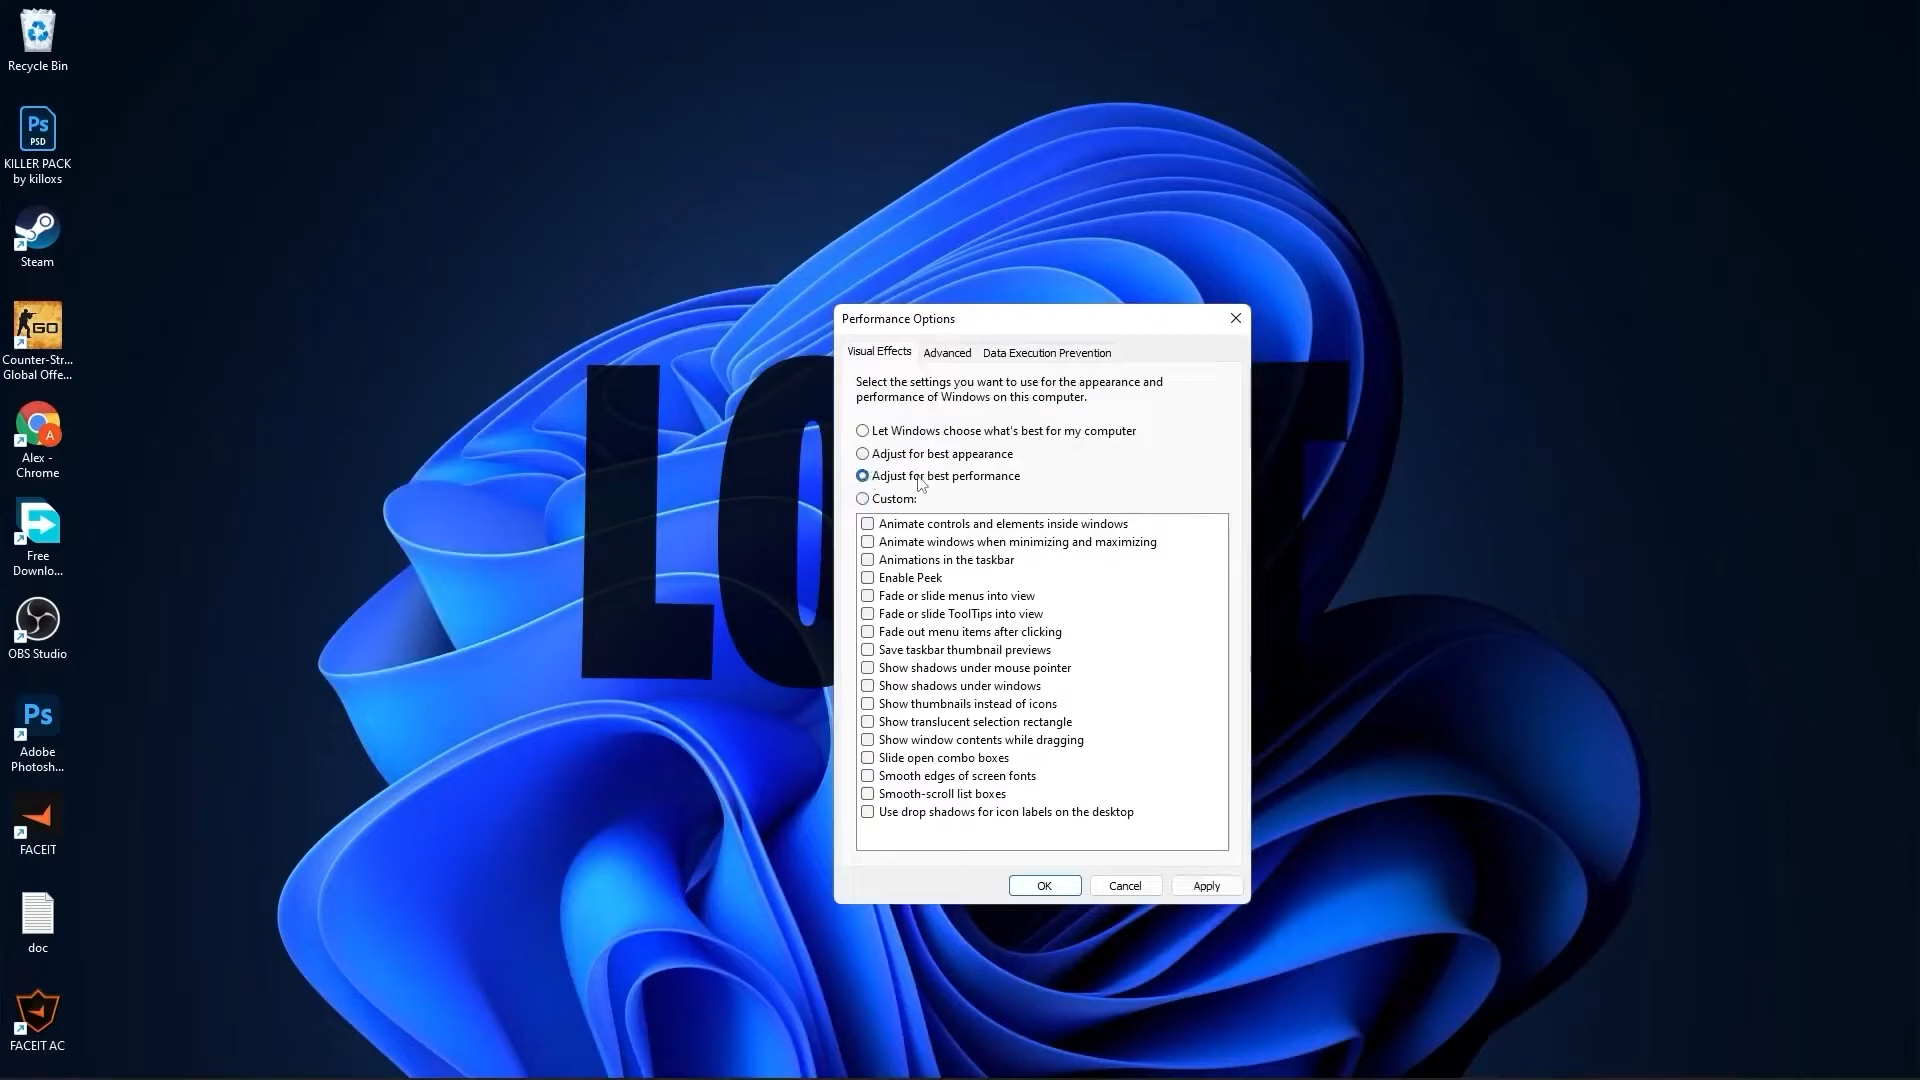 Recycle Bin
Ps
PSD
KILLER PACK
by killoxs
Steam
GO
Counter-Str...
Global Offe...
A
Alex -
Chrome
Free
Downlo...
OBS Studio
Ps
Adobe
Photosh...
FACEIT
doc
FACEIT AC
LO
Performance Options
Visual Effects
Advanced
Data Execution Prevention
Select the settings you want to use for the appearance and
performance of Windows on this computer.
Let Windows choose what's best for my computer
Adjust for best appearance
Adjust for best performance
Custom:
Animate controls and elements inside windows
Animate windows when minimizing and maximizing
Animations in the taskbar
Enable Peek
Fade or slide menus into view
Fade or slide ToolTips into view
Fade out menu items after clicking
Save taskbar thumbnail previews
Show shadows under mouse pointer
Show shadows under windows
Show thumbnails instead of icons
Show translucent selection rectangle
Show window contents while dragging
Slide open combo boxes
Smooth edges of screen fonts
Smooth-scroll list boxes
Use drop shadows for icon labels on the desktop
OK
Cancel
Apply